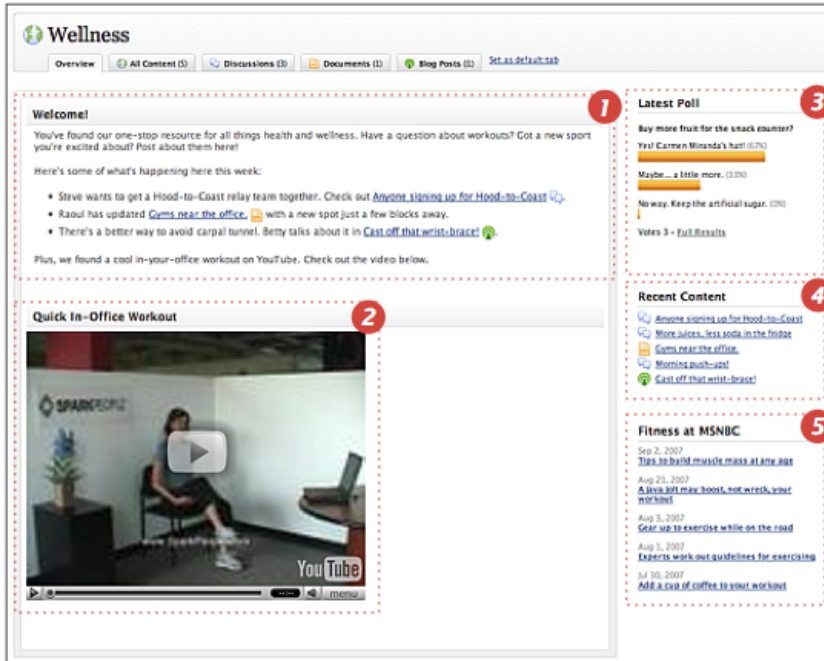 Wellness
Overview
All Content (5)
Discussions (3)
Documents (1)
Blog Posts (1)
Set as default tab
1
Welcome!
You've found our one-stop resource for all things health and wellness. Have a question about workouts? Got a new sport
you're excited about? Post about them here!
Here's some of what's happening here this week:
• Steve wants to get a Hood-to-Coast relay team together. Check out Anyone signing up for Hood-to-Coast .
• Raoul has updated Gyms near the office. with a new spot just a few blocks away.
• There's a better way to avoid carpal tunnel. Betty talks about it in Cast off that wrist-brace! .
Plus, we found a cool in-your-office workout on YouTube. Check out the video below.
2
Quick In-Office Workout
SPARKPEOPLE
YouTube
--:--
menu
3
Latest Poll
Buy more fruit for the snack counter?
Yes! Carmen Miranda's hat! (67%)
Maybe... a little more. (33%)
No way. Keep the artificial sugar. (0%)
Votes 3 - Full Results
4
Recent Content
Anyone signing up for Hood-to-Coast
More juices, less soda in the fridge
Gyms near the office.
Morning push-ups!
Cast off that wrist-brace!
5
Fitness at MSNBC
Sep 2, 2007
Tips to build muscle mass at any age
Aug 21, 2007
A java jolt may boost, not wreck, your
workout
Aug 3, 2007
Gear up to exercise while on the road
Aug 1, 2007
Experts work out guidelines for exercising
Jul 30, 2007
Add a cup of coffee to your workout